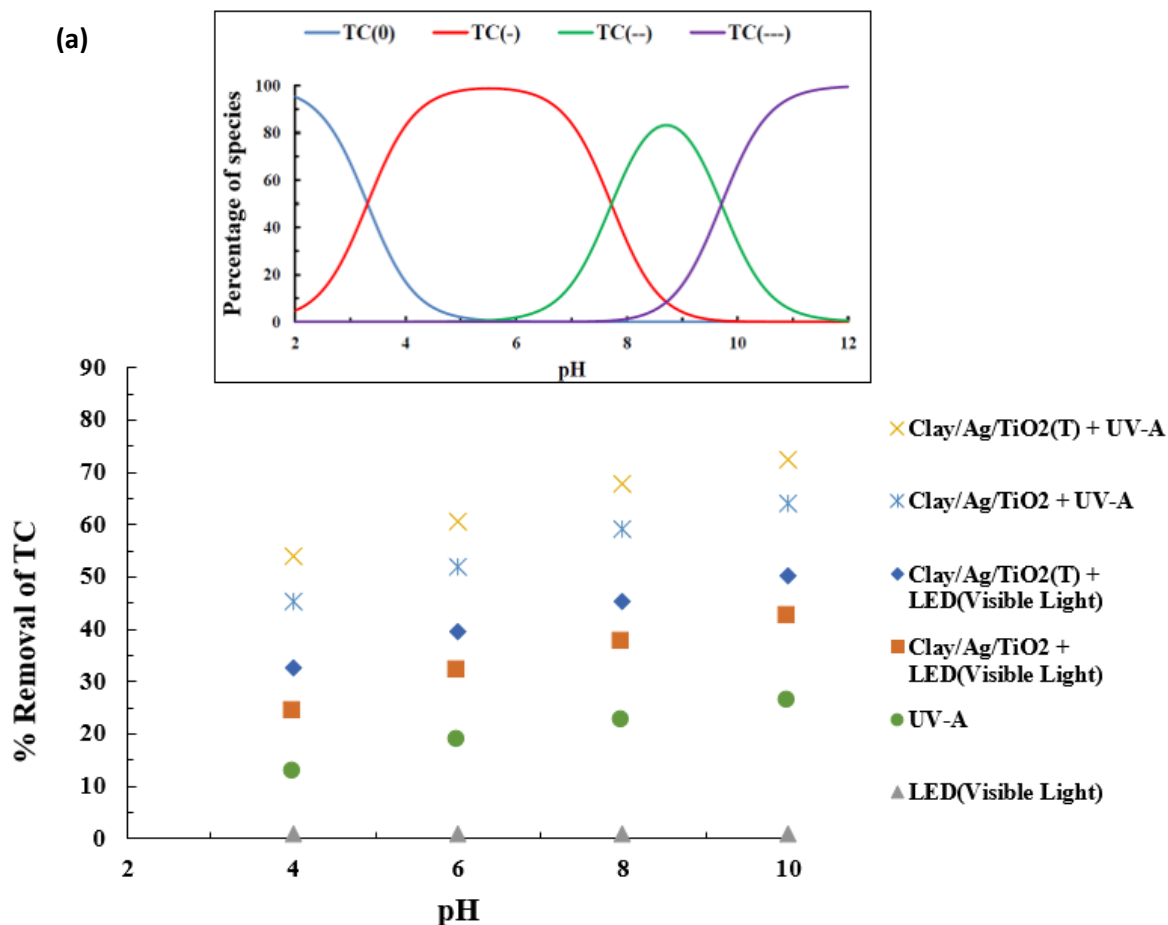 (a)
TC(0) TC(-) TC(--) TC(---)
Percentage of species
100
80
60
40
20
0
2 4 6 8 10 12
pH
% Removal of TC
90
80
70
60
50
40
30
20
10
0
2 4 6 8 10
pH
Clay/Ag/TiO2(T) + UV-A
Clay/Ag/TiO2 + UV-A
Clay/Ag/TiO2(T) +
LED(Visible Light)
Clay/Ag/TiO2 +
LED(Visible Light)
UV-A
LED(Visible Light)